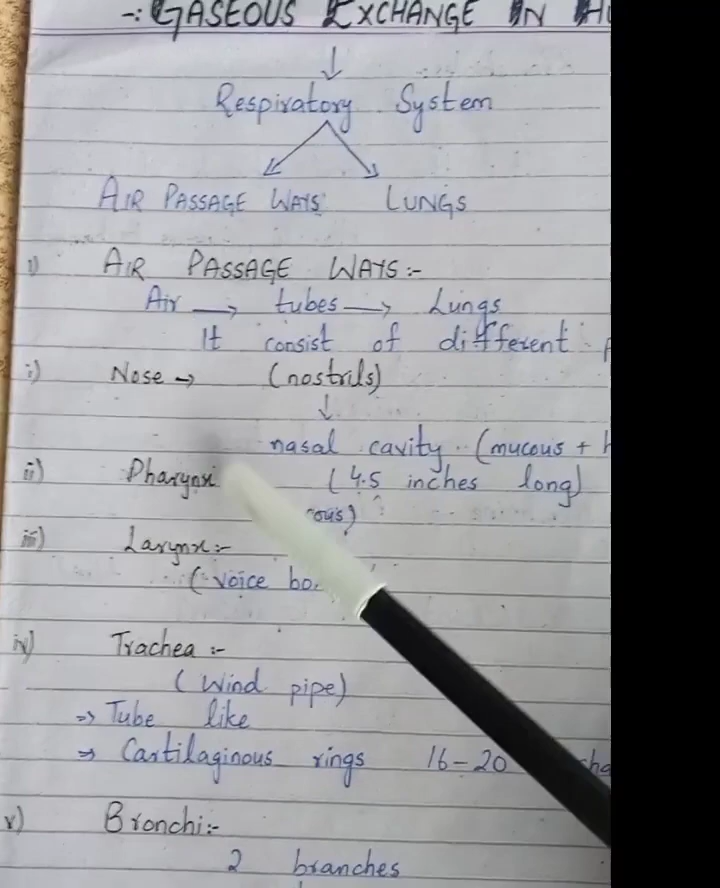 -: GASEOUS EXCHANGE IN
↓
Respiratory System
AIR PASSAGE WAYS LUNGS
1) AIR PASSAGE WAYS:-
Air → tubes → Lungs
It consist of different
i) Nose → (nostrils)
↓
nasal cavity. (mucous +
ii) Pharynx (4.5 inches long)
iii) Larynx:-
(voice
iv) Trachea :-
(Wind pipe)
⇒ Tube like
⇒ Cartilaginous rings 16-20
v) Bronchi:-
2 branches